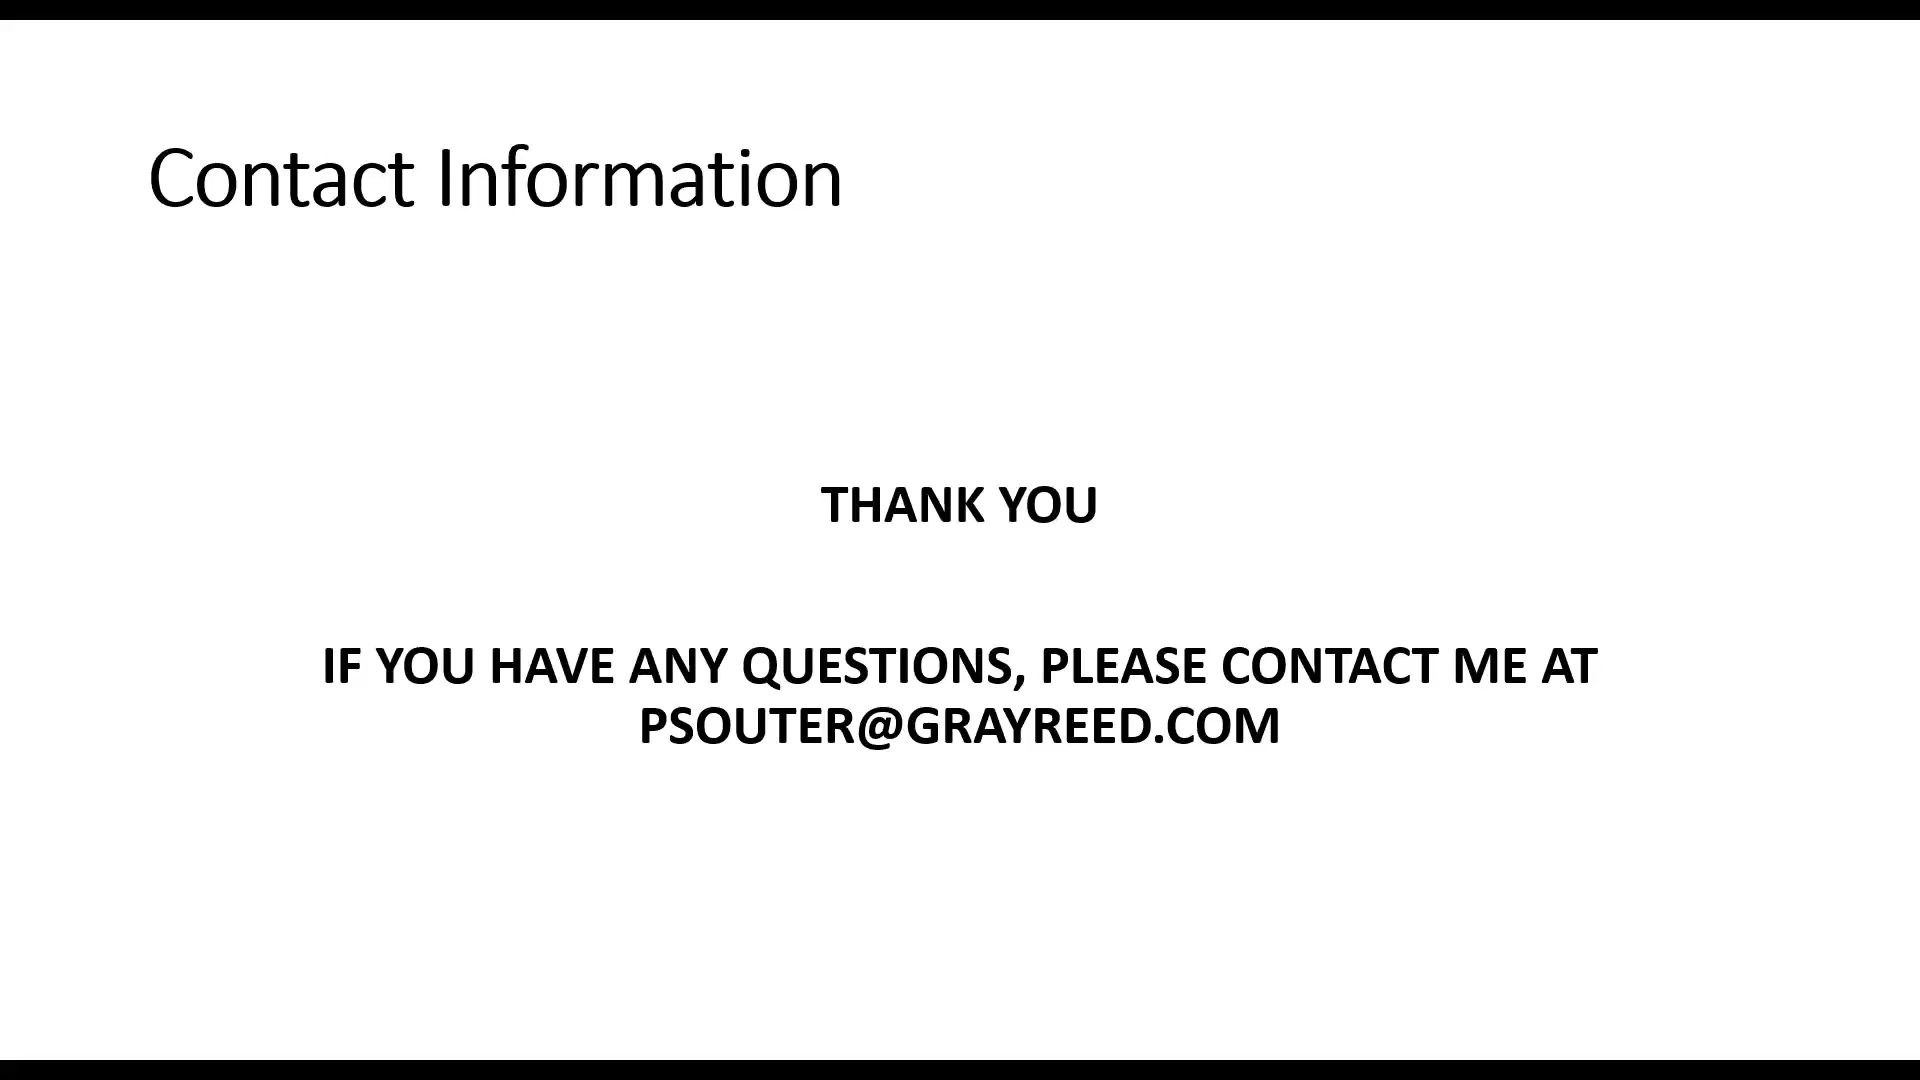 Contact Information
THANK YOU
IF YOU HAVE ANY QUESTIONS, PLEASE CONTACT ME AT
PSOUTER@GRAYREED.COM